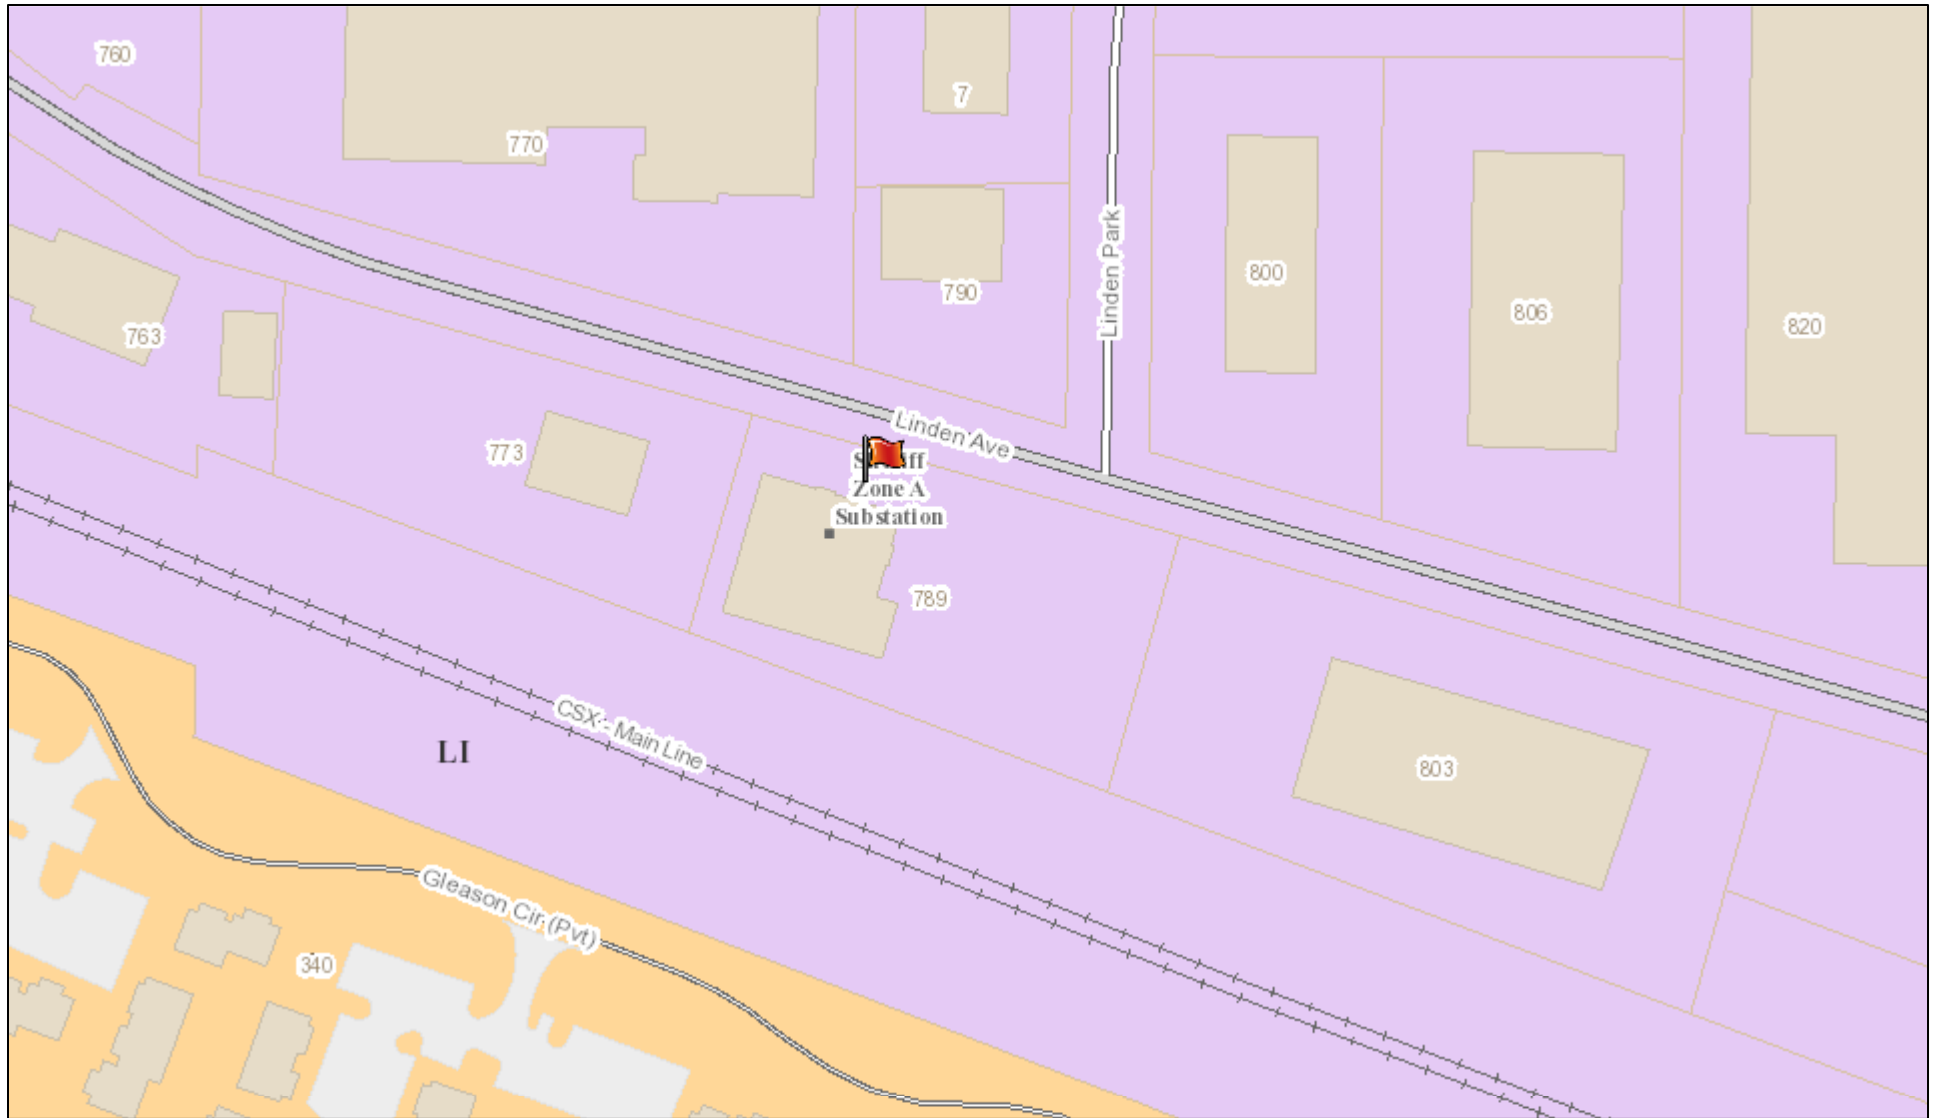 760
7
770
Linden Park
800
790
806
820
763
Linden Ave
773
Zone A
Substation
789
CSX - Main Line
LI
803
Gleason Cir (Pvt)
340